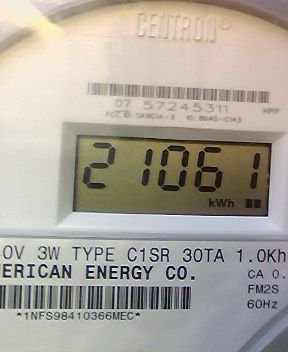 CENTRON®
07 57245311
21061
kWh
0V 3W TYPE C1SR 30TA 1.0Kh
ERICAN ENERGY CO.
CA 0.
FM2S
60Hz
*1NFS98410366MEC*